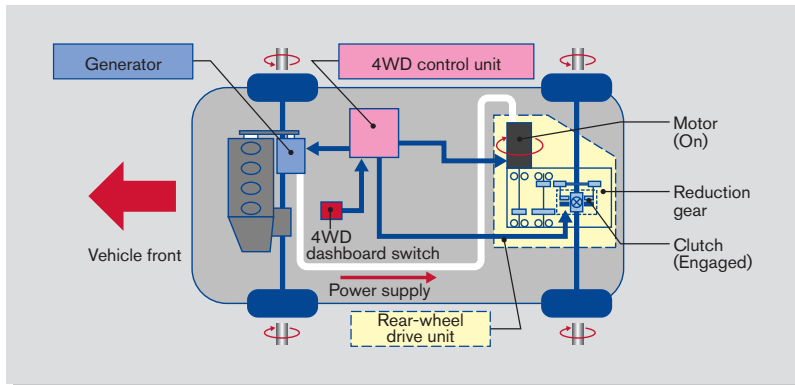 Generator
4WD control unit
Motor
(On)
Reduction
gear
Clutch
(Engaged)
Vehicle front
4WD
dashboard switch
Power supply
Rear-wheel
drive unit